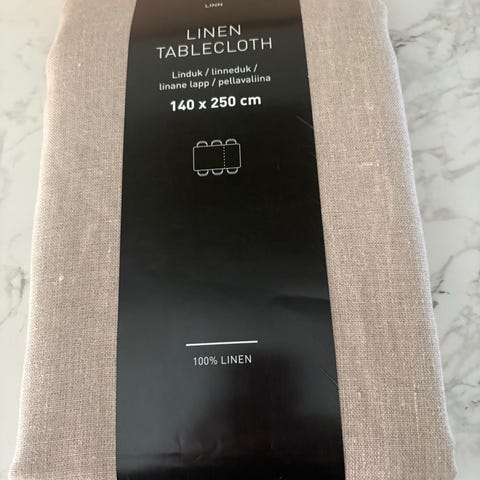 LINN
LINEN
TABLECLOTH
Linduk / linneduk /
linane lapp / pellavaliina
140 x 250 cm
100% LINEN